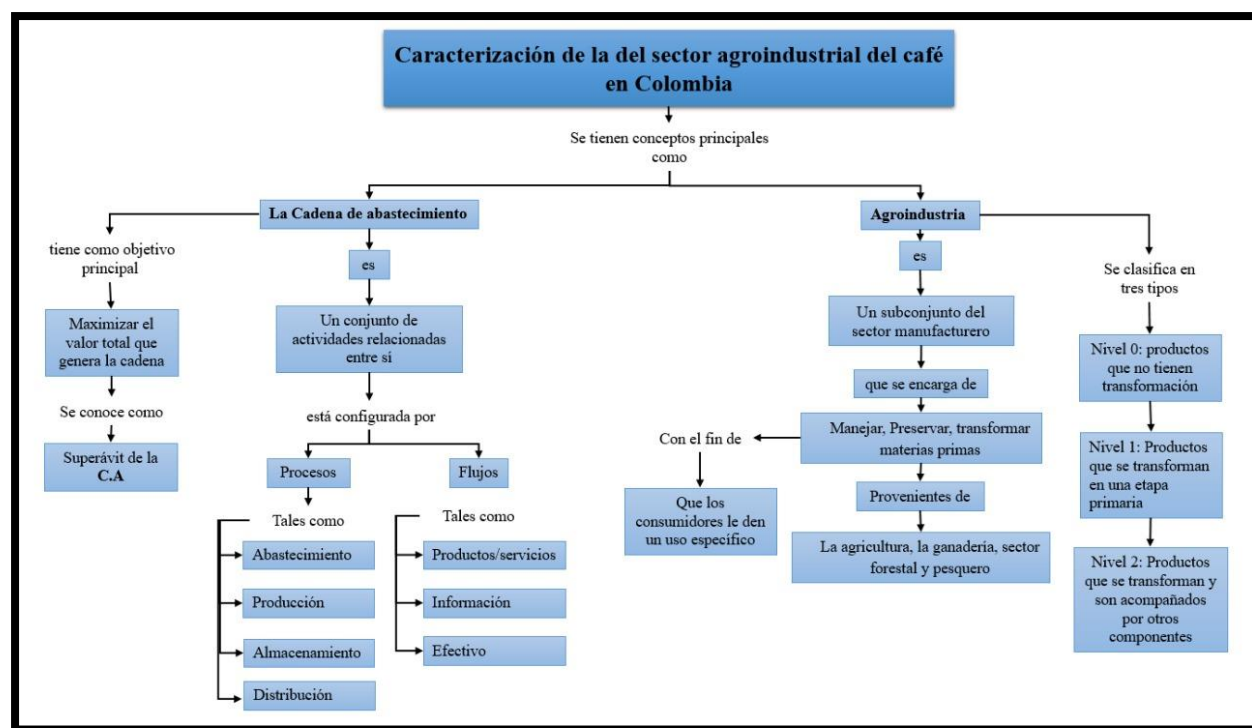 Caracterización de la del sector agroindustrial del café
en Colombia
Se tienen conceptos principales
como
La Cadena de abastecimiento
tiene como objetivo
principal
Maximizar el
valor total que
genera la cadena
Se conoce como
Superávit de la
C.A
es
Un conjunto de
actividades relacionadas
entre sí
está configurada por
Procesos
Tales como
Abastecimiento
Producción
Almacenamiento
Distribución
Flujos
Tales como
Productos/servicios
Información
Efectivo
Agroindustria
es
Un subconjunto del
sector manufacturero
que se encarga de
Manejar, Preservar, transformar
materias primas
Con el fin de
Que los
consumidores le den
un uso específico
Provenientes de
La agricultura, la ganadería, sector
forestal y pesquero
Se clasifica en
tres tipos
Nivel 0: productos
que no tienen
transformación
Nivel 1: Productos
que se transforman
en una etapa
primaria
Nivel 2: Productos
que se transforman y
son acompañados
por otros
componentes